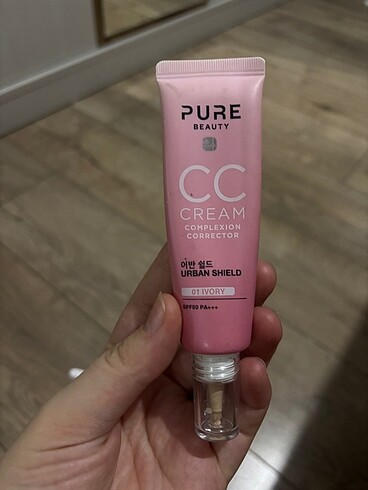 PURE
BEAUTY
CC
CREAM
COMPLEXION
CORRECTOR
어반 쉴드
URBAN SHIELD
01 IVORY
SPF50 PA+++